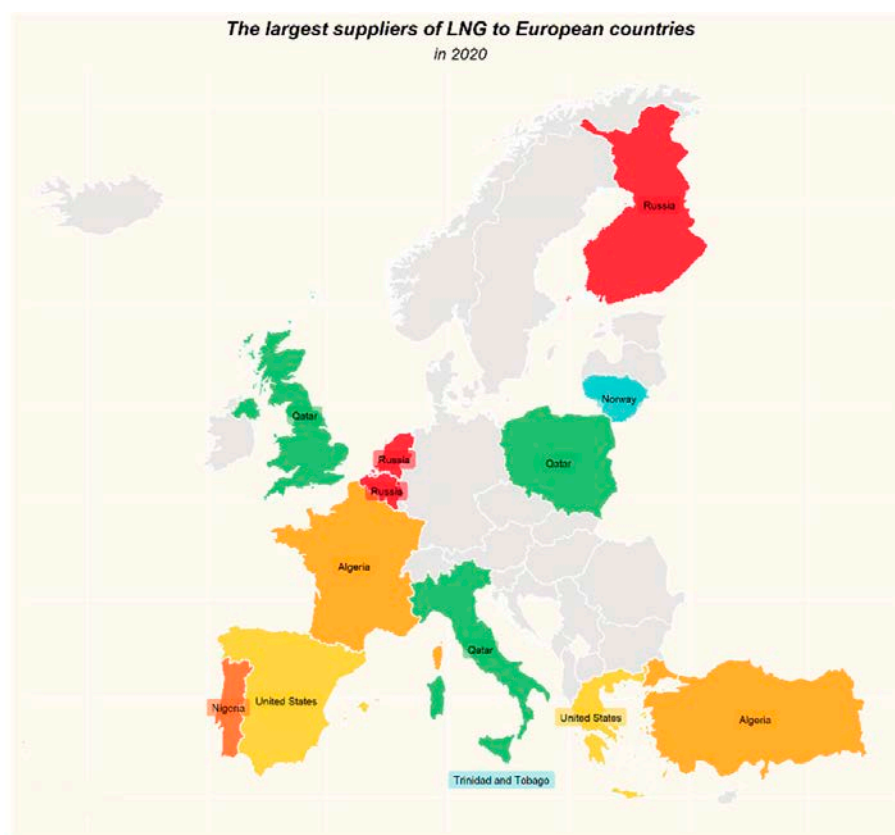 The largest suppliers of LNG to European countries
in 2020
Russia
Norway
Qatar
Russia
Qatar
Russia
Algeria
Qatar
Nigeria
United States
United States
Algeria
Trinidad and Tobago